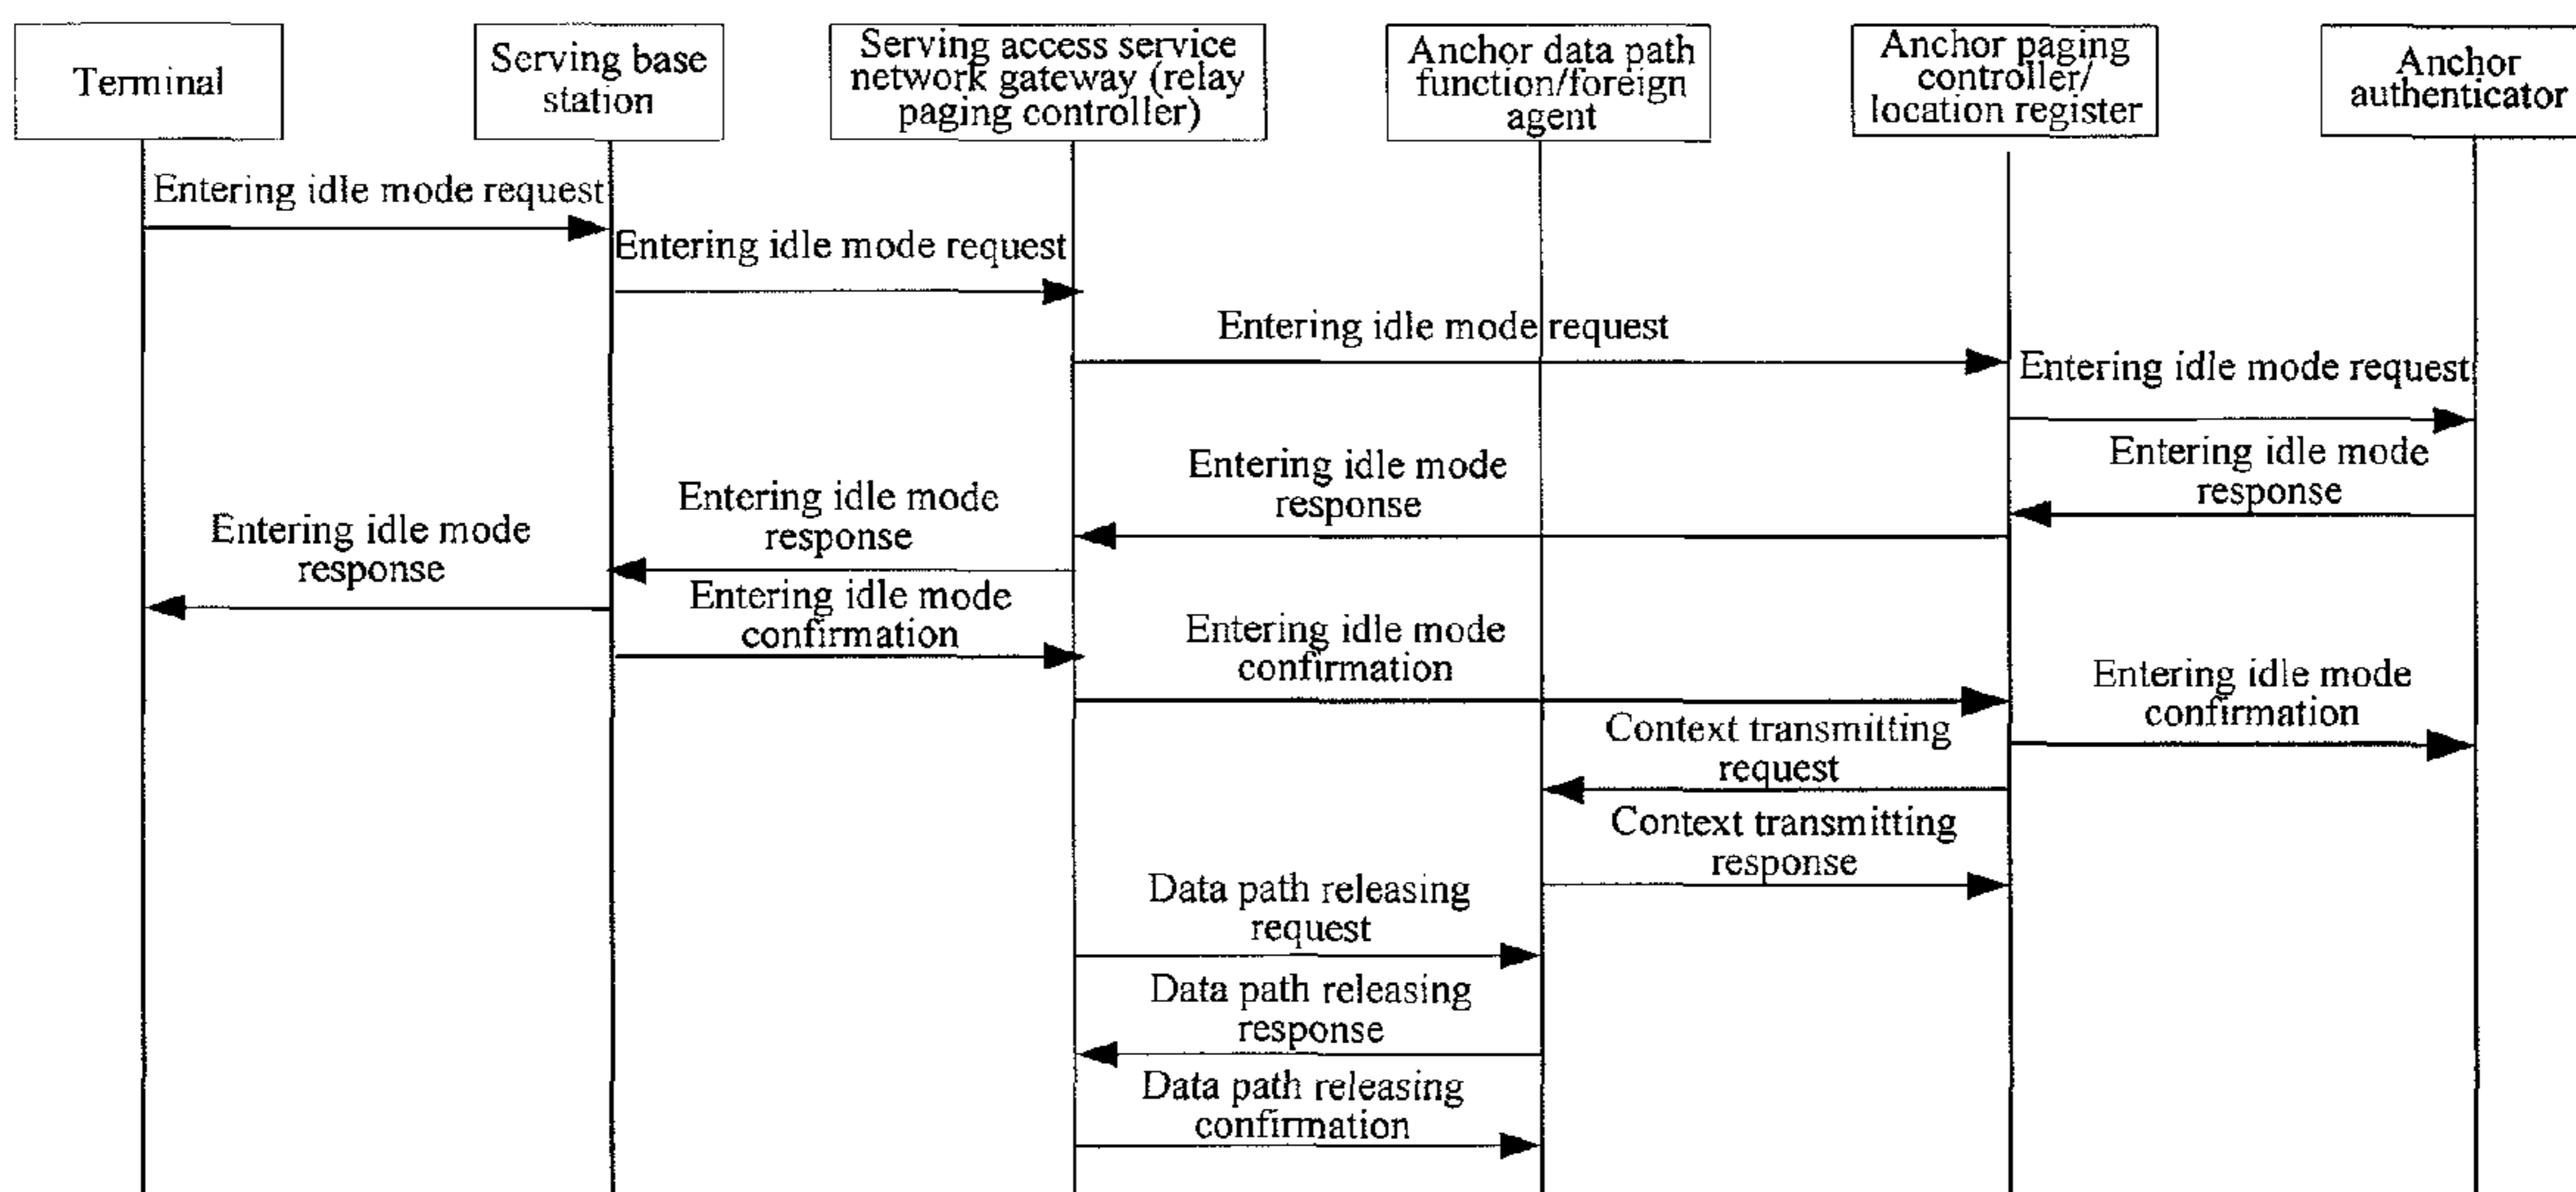 Terminal
Serving base
station
Serving access service
network gateway (relay
paging controller)
Anchor data path
function/foreign
agent
Anchor paging
controller/
location register
Anchor
authenticator
Entering idle mode request
Entering idle mode request
Entering idle mode request
Entering idle mode request
Entering idle mode
response
Entering idle mode
response
Entering idle mode
response
Entering idle mode
response
Entering idle mode
confirmation
Entering idle mode
confirmation
Entering idle mode
confirmation
Context transmitting
request
Context transmitting
response
Data path releasing
request
Data path releasing
response
Data path releasing
confirmation